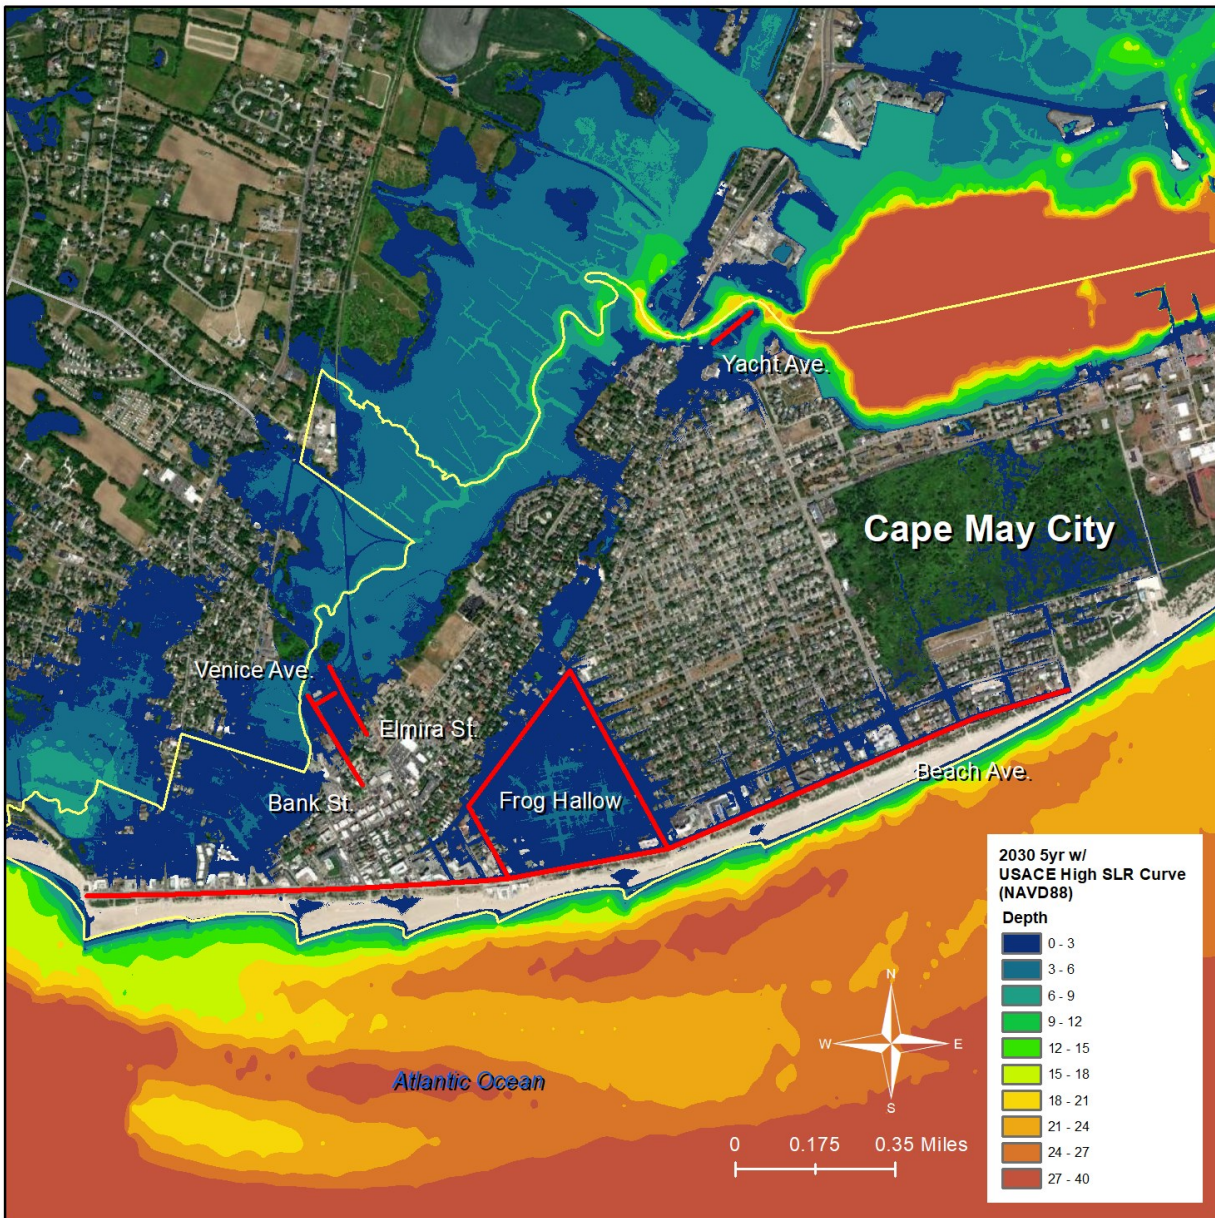 Yacht Ave.
Cape May City
Venice Ave.
Elmira St.
Bank St.
Frog Hallow
Beach Ave.
2030 5yr w/
USACE High SLR Curve
(NAVD88)
Depth
0 - 3
3 - 6
6 - 9
9 - 12
12 - 15
15 - 18
18 - 21
21 - 24
24 - 27
27 - 40
N
W
E
S
Atlantic Ocean
0 0.175 0.35 Miles